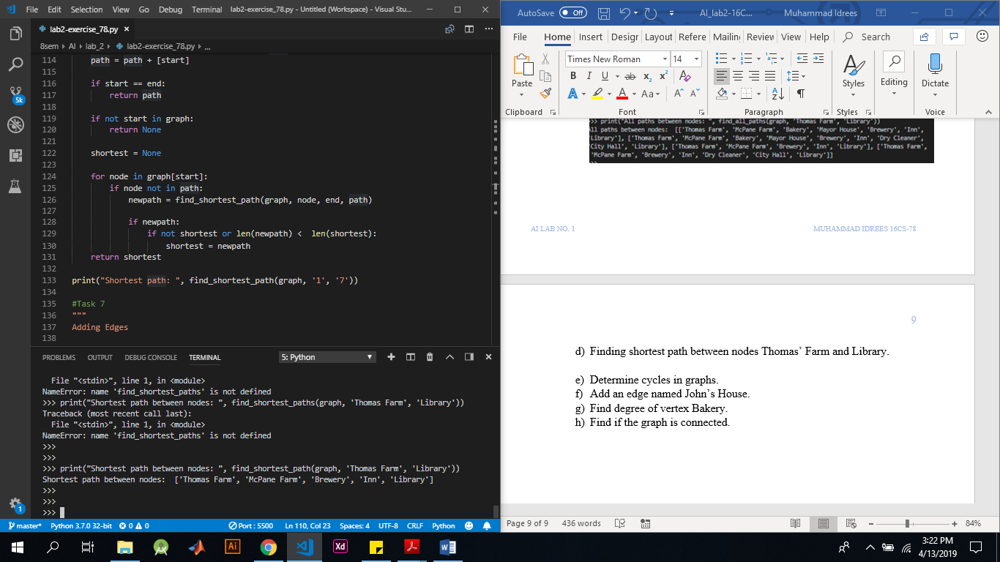 File Edit Selection View Go Debug Terminal lab2-exercise_78.py - Untitled (Workspace) - Visual Stu...
lab2-exercise_78.py ×
8sem › AI › lab_2 › lab2-exercise_78.py › ...
114 path = path + [start]
115
116 if start == end:
117 return path
118
119 if not start in graph:
120 return None
121
122 shortest = None
123
124 for node in graph[start]:
125 if node not in path:
126 newpath = find_shortest_path(graph, node, end, path)
127
128 if newpath:
129 if not shortest or len(newpath) < len(shortest):
130 shortest = newpath
131 return shortest
132
133 print("Shortest path: ", find_shortest_path(graph, '1', '7'))
134
135 #Task 7
136 """
137 Adding Edges
138
5k
1
PROBLEMS OUTPUT DEBUG CONSOLE TERMINAL 5: Python
File "<stdin>", line 1, in <module>
NameError: name 'find_shortest_paths' is not defined
>>> print("Shortest path between nodes: ", find_shortest_paths(graph, 'Thomas Farm', 'Library'))
Traceback (most recent call last):
File "<stdin>", line 1, in <module>
NameError: name 'find_shortest_paths' is not defined
>>>
>>>
>>> print("Shortest path between nodes: ", find_shortest_path(graph, 'Thomas Farm', 'Library'))
Shortest path between nodes:  ['Thomas Farm', 'McPane Farm', 'Brewery', 'Inn', 'Library']
>>>
>>>
>>>
master* Python 3.7.0 32-bit 0 0 Port : 5500 Ln 110, Col 23 Spaces: 4 UTF-8 CRLF Python
AutoSave Off AI_lab2-16C... Muhammad Idrees
File Home Insert Desigr Layout Refere Mailin Review View Help Search
Paste
Times New Roman 14
B I U ab x₂ x²
A A Aa A A
Styles Editing Dictate
Clipboard Font Paragraph Styles Voice
>> print("All paths between nodes: ", find_all_paths(graph, 'Thomas Farm', 'Library'))
ll paths between nodes:  [['Thomas Farm', 'McPane Farm', 'Bakery', 'Mayor House', 'Brewery', 'Inn',
'Library'], ['Thomas Farm', 'McPane Farm', 'Bakery', 'Mayor House', 'Brewery', 'Inn', 'Dry Cleaner',
'City Hall', 'Library'], ['Thomas Farm', 'McPane Farm', 'Brewery', 'Inn', 'Library'], ['Thomas Farm',
'McPane Farm', 'Brewery', 'Inn', 'Dry Cleaner', 'City Hall', 'Library']]
AI LAB NO. 1 MUHAMMAD IDREES 16CS-78
9
d) Finding shortest path between nodes Thomas’ Farm and Library.
e) Determine cycles in graphs.
f) Add an edge named John’s House.
g) Find degree of vertex Bakery.
h) Find if the graph is connected.
Page 9 of 9 436 words 84%
Ai Xd
3:22 PM
4/13/2019